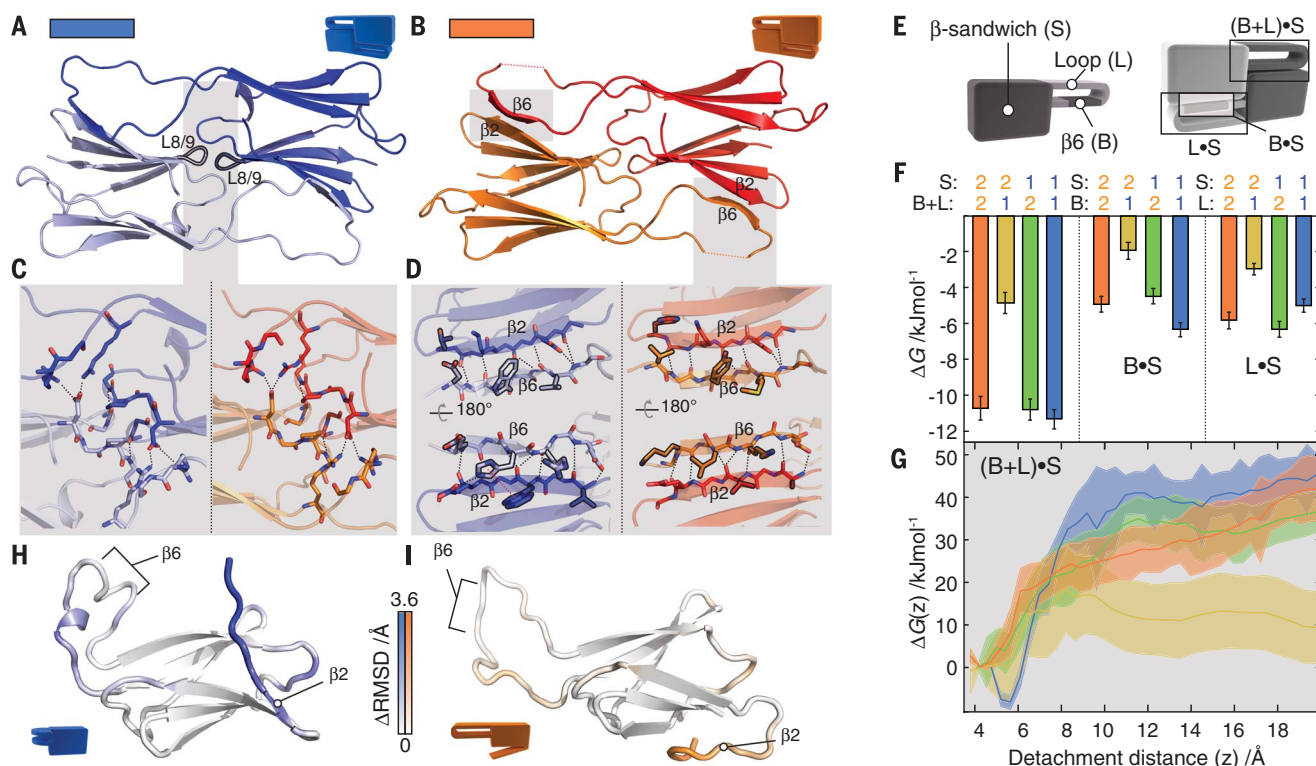 A
B
L8/9
L8/9
β6
β2
β2
β6
E
β-sandwich (S)
Loop (L)
β6 (B)
(B+L)•S
L•S
B•S
C
D
β2
β6
180°
β6
β2
β2
β6
180°
β6
β2
F
S: 2 2 1 1 S: 2 2 1 1 S: 2 2 1 1
B+L: 2 1 2 1 B: 2 1 2 1 L: 2 1 2 1
ΔG /kJmol-1
-2
-4
-6
-8
-10
-12
B•S
L•S
G
(B+L)•S
ΔG(z) /kJmol-1
50
40
30
20
10
0
4 6 8 10 12 14 16 18
Detachment distance (z) /Å
H
β6
β2
3.6
ΔRMSD /Å
0
I
β6
β2